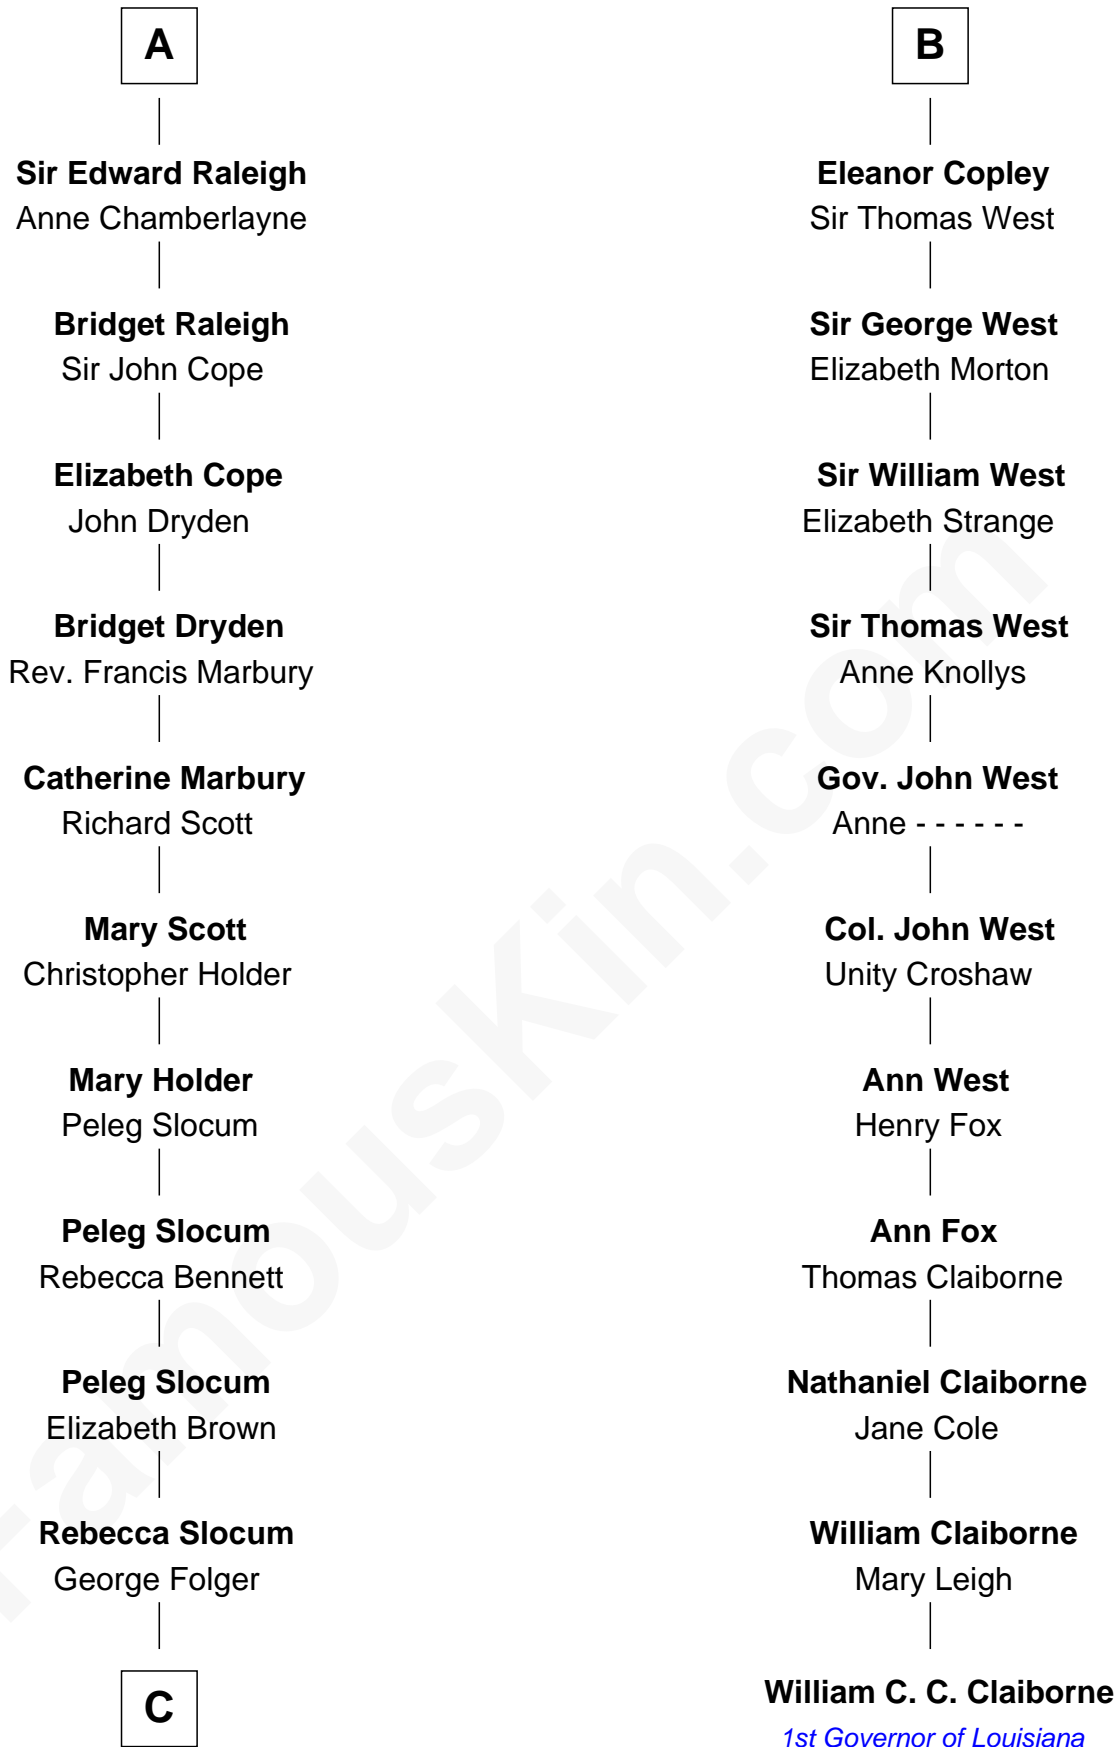 A
Sir Edward Raleigh
Anne Chamberlayne
Bridget Raleigh
Sir John Cope
Elizabeth Cope
John Dryden
Bridget Dryden
Rev. Francis Marbury
Catherine Marbury
Richard Scott
Mary Scott
Christopher Holder
Mary Holder
Peleg Slocum
Peleg Slocum
Rebecca Bennett
Peleg Slocum
Elizabeth Brown
Rebecca Slocum
George Folger
C
B
Eleanor Copley
Sir Thomas West
Sir George West
Elizabeth Morton
Sir William West
Elizabeth Strange
Sir Thomas West
Anne Knollys
Gov. John West
Anne - - - - - -
Col. John West
Unity Croshaw
Ann West
Henry Fox
Ann Fox
Thomas Claiborne
Nathaniel Claiborne
Jane Cole
William Claiborne
Mary Leigh
William C. C. Claiborne
1st Governor of Louisiana
FamousKin.com